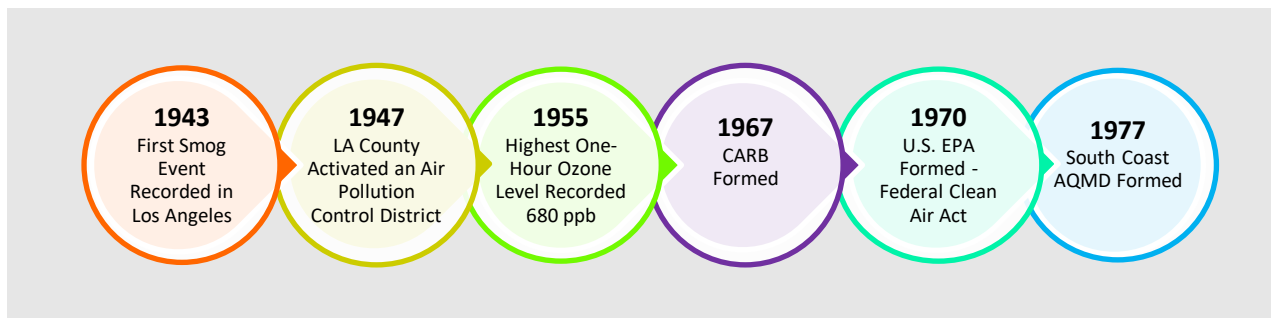 1943
First Smog
Event
Recorded in
Los Angeles
1947
LA County
Activated an Air
Pollution
Control District
1955
Highest One-
Hour Ozone
Level Recorded
680 ppb
1967
CARB
Formed
1970
U.S. EPA
Formed -
Federal Clean
Air Act
1977
South Coast
AQMD Formed